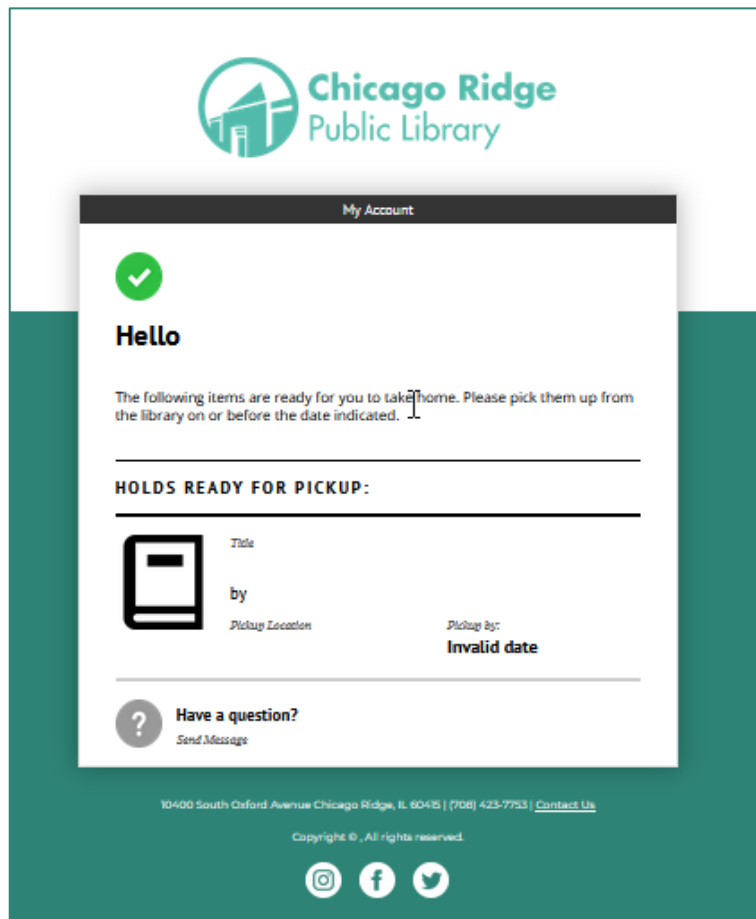 Chicago Ridge
Public Library
My Account
Hello
The following items are ready for you to take home. Please pick them up from
the library on or before the date indicated.
HOLDS READY FOR PICKUP:
Title
by
Pickup Location
Pickup by:
Invalid date
?
Have a question?
Send Message
10400 South Oxford Avenue Chicago Ridge, IL 60415 | (708) 423-7753 | Contact Us
Copyright © , All rights reserved.